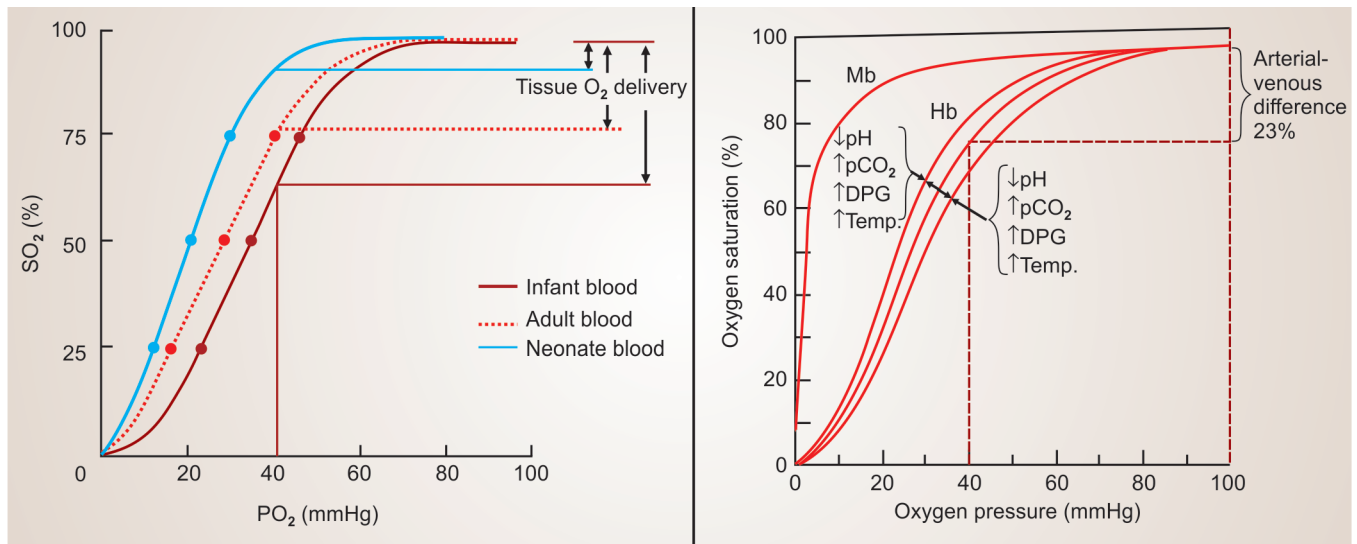 100
75
50
25
0
20
40
60
80
100
SO₂ (%)
PO₂ (mmHg)
Tissue O₂ delivery
Infant blood
Adult blood
Neonate blood
100
80
60
40
20
0
0
20
40
60
80
100
Oxygen saturation (%)
Oxygen pressure (mmHg)
Mb
Hb
↓pH
↑pCO₂
↑DPG
↑Temp.
↓pH
↑pCO₂
↑DPG
↑Temp.
Arterial-
venous
difference
23%